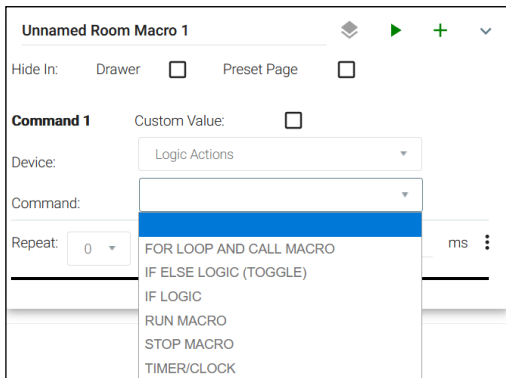 Unnamed Room Macro 1
Hide In: Drawer Preset Page
Command 1 Custom Value:
Device: Logic Actions
Command:
Repeat: 0 ms
FOR LOOP AND CALL MACRO
IF ELSE LOGIC (TOGGLE)
IF LOGIC
RUN MACRO
STOP MACRO
TIMER/CLOCK